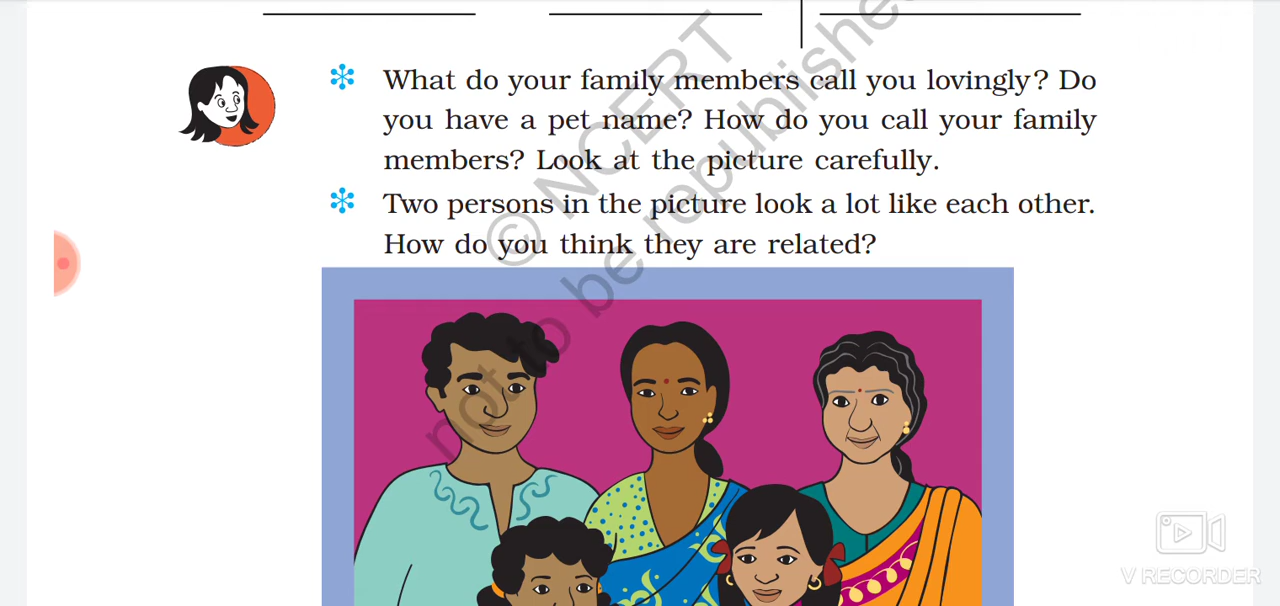 What do your family members call you lovingly? Do
you have a pet name? How do you call your family
members? Look at the picture carefully.
Two persons in the picture look a lot like each other.
How do you think they are related?
© NCERT
not to be republished
V RECORDER